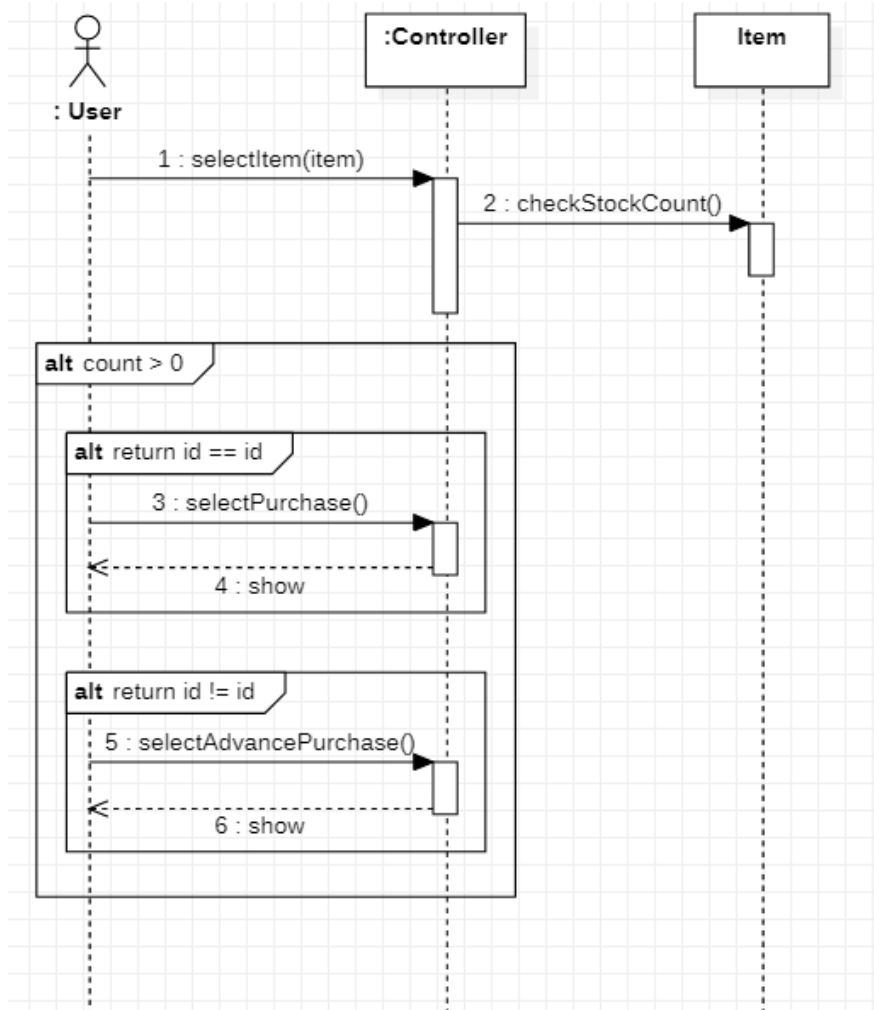 : User
:Controller
Item
1 : selectItem(item)
2 : checkStockCount()
alt count > 0
alt return id == id
3 : selectPurchase()
4 : show
alt return id != id
5 : selectAdvancePurchase()
6 : show